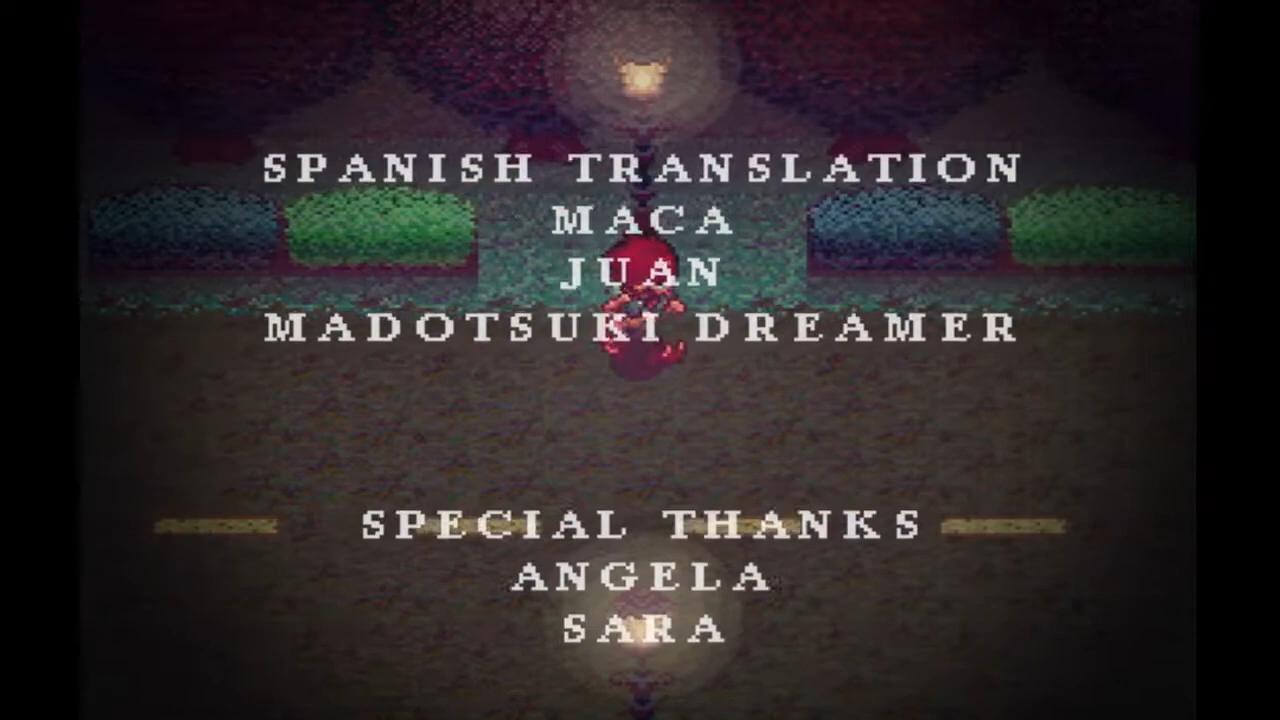 SPANISH TRANSLATION
MACA
JUAN
MADOTSUKI DREAMER
SPECIAL THANKS
ANGELA
SARA